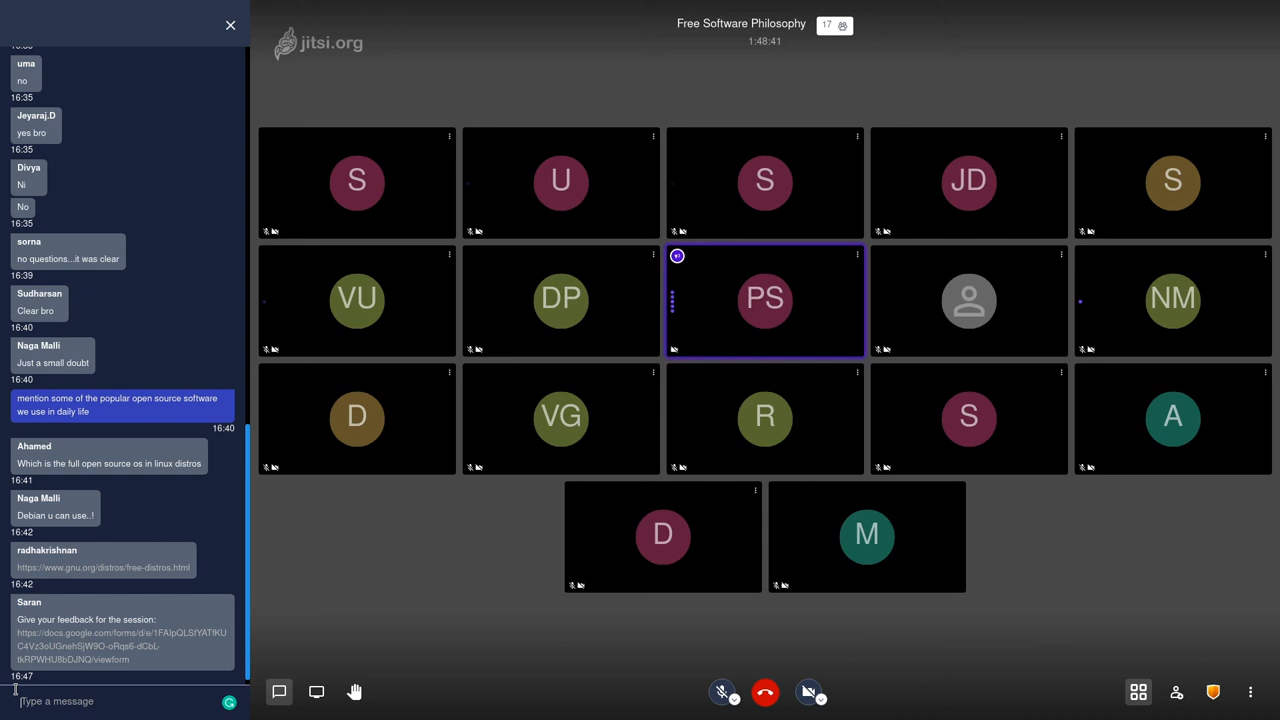 uma
no
16:35
Jeyaraj.D
yes bro
16:35
Divya
Ni
No
16:35
sorna
no questions...it was clear
16:39
Sudharsan
Clear bro
16:40
Naga Malli
Just a small doubt
16:40
mention some of the popular open source software
we use in daily life
16:40
Ahamed
Which is the full open source os in linux distros
16:41
Naga Malli
Debian u can use..!
16:42
radhakrishnan
https://www.gnu.org/distros/free-distros.html
16:42
Saran
Give your feedback for the session:
16:47
Type a message
jitsi.org
Free Software Philosophy
17
1:48:41
S
U
S
JD
S
VU
DP
PS
NM
D
VG
R
S
A
D
M